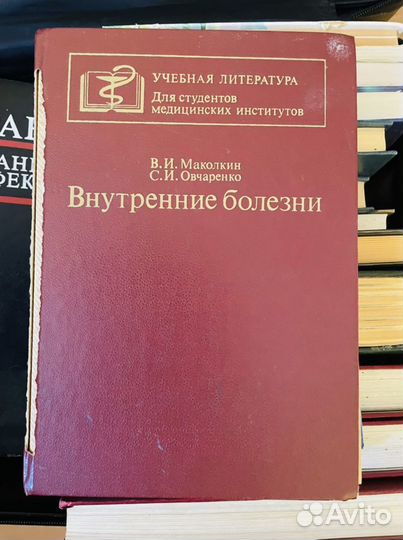 УЧЕБНАЯ ЛИТЕРАТУРА
Для студентов
медицинских институтов
В. И. Маколкин
С. И. Овчаренко
Внутренние болезни
Avito